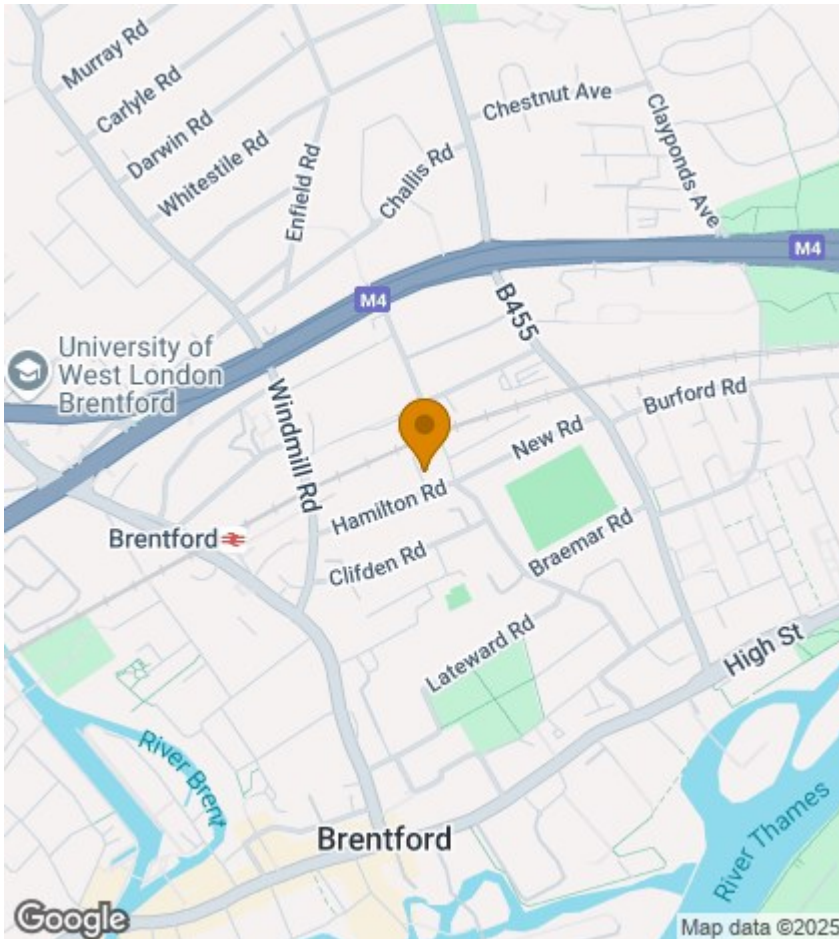 Murray Rd
Carlyle Rd
Darwin Rd
Whitestile Rd
Enfield Rd
Challis Rd
Chestnut Ave
Clayponds Ave
M4
M4
B455
University of
West London
Brentford
Windmill Rd
Burford Rd
New Rd
Hamilton Rd
Brentford
Clifden Rd
Braemar Rd
Lateward Rd
High St
River Brent
River Thames
Brentford
Google
Map data ©2025